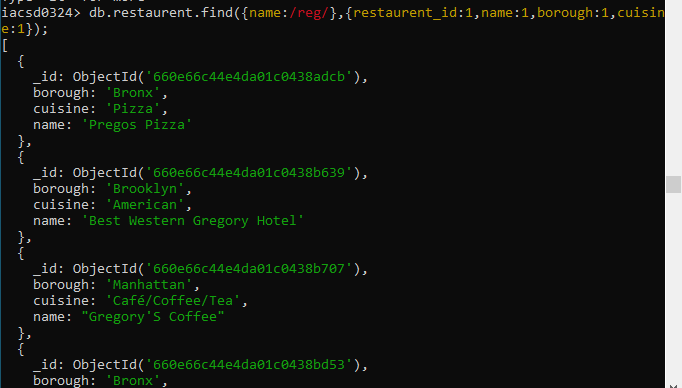 iacsd0324> db.restaurent.find({name:/reg/},{restaurent_id:1,name:1,borough:1,cuisin
e:1});
[
  {
    _id: ObjectId('660e66c44e4da01c0438adcb'),
    borough: 'Bronx',
    cuisine: 'Pizza',
    name: 'Pregos Pizza'
  },
  {
    _id: ObjectId('660e66c44e4da01c0438b639'),
    borough: 'Brooklyn',
    cuisine: 'American',
    name: 'Best Western Gregory Hotel'
  },
  {
    _id: ObjectId('660e66c44e4da01c0438b707'),
    borough: 'Manhattan',
    cuisine: 'Café/Coffee/Tea',
    name: "Gregory'S Coffee"
  },
  {
    _id: ObjectId('660e66c44e4da01c0438bd53'),
    borough: 'Bronx',